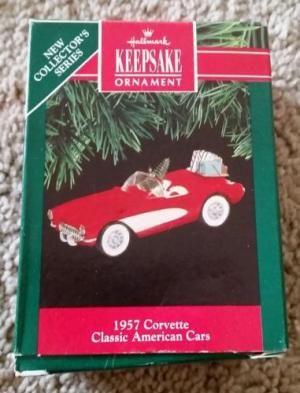 NEW
COLLECTOR'S
SERIES
Hallmark
KEEPSAKE
ORNAMENT
1957 Corvette
Classic American Cars